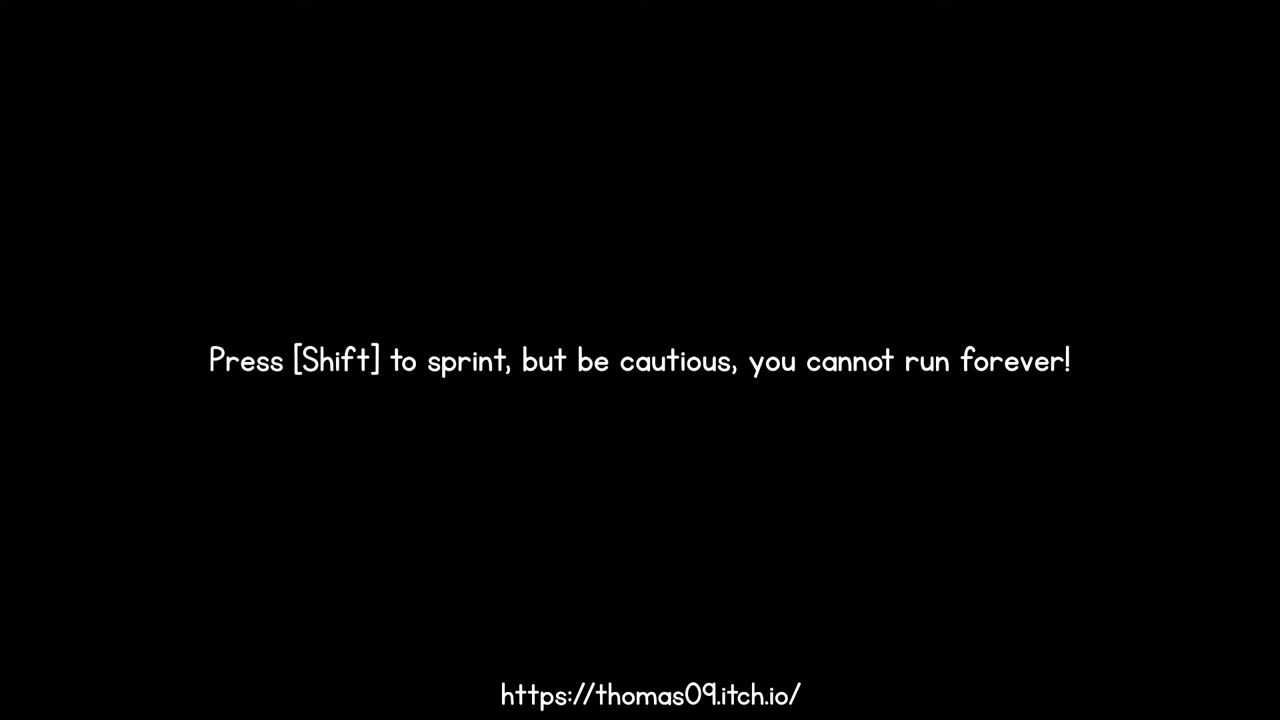 Press [Shift] to sprint, but be cautious, you cannot run forever!
https://thomas09.itch.io/